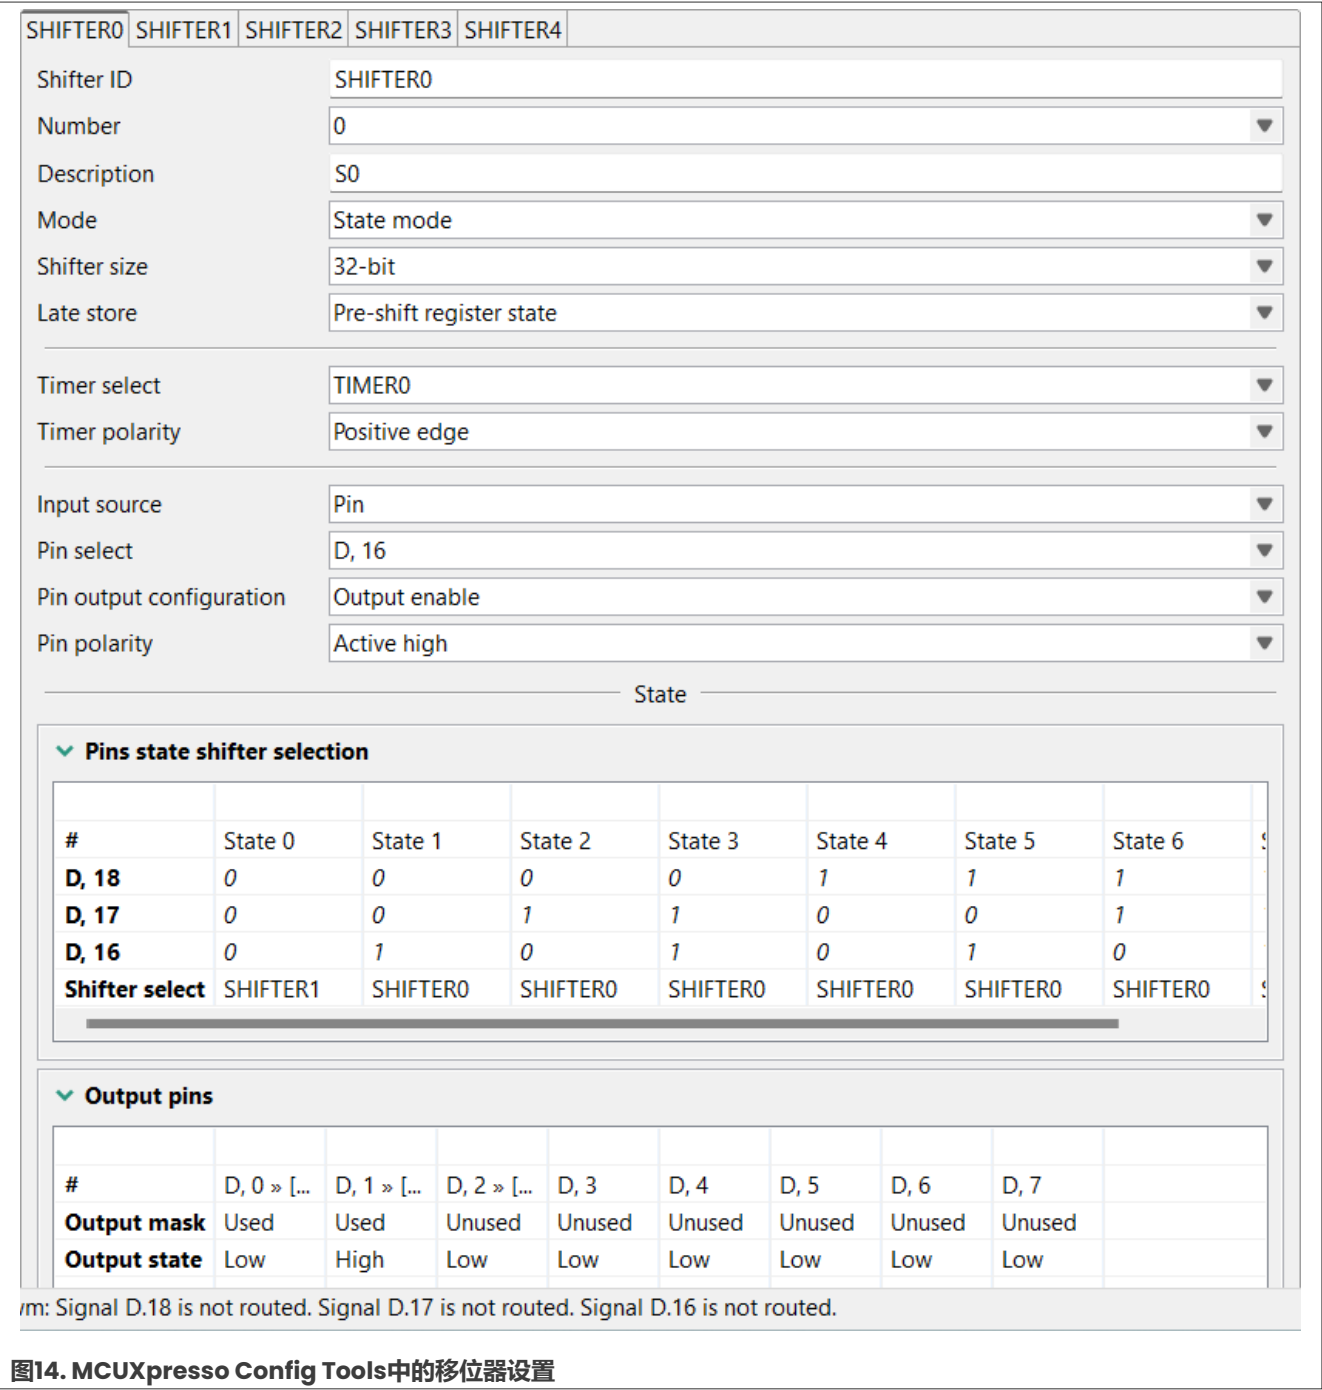 SHIFTER0 SHIFTER1 SHIFTER2 SHIFTER3 SHIFTER4
Shifter ID SHIFTER0
Number 0
Description S0
Mode State mode
Shifter size 32-bit
Late store Pre-shift register state
Timer select TIMER0
Timer polarity Positive edge
Input source Pin
Pin select D, 16
Pin output configuration Output enable
Pin polarity Active high
State
Pins state shifter selection
# State 0 State 1 State 2 State 3 State 4 State 5 State 6
D, 18 0 0 0 0 1 1 1
D, 17 0 0 1 1 0 0 1
D, 16 0 1 0 1 0 1 0
Shifter select SHIFTER1 SHIFTER0 SHIFTER0 SHIFTER0 SHIFTER0 SHIFTER0 SHIFTER0
Output pins
# D, 0 » [... D, 1 » [... D, 2 » [... D, 3 D, 4 D, 5 D, 6 D, 7
Output mask Used Used Unused Unused Unused Unused Unused Unused
Output state Low High Low Low Low Low Low Low
Signal D.18 is not routed. Signal D.17 is not routed. Signal D.16 is not routed.
图14. MCUXpresso Config Tools中的移位器设置